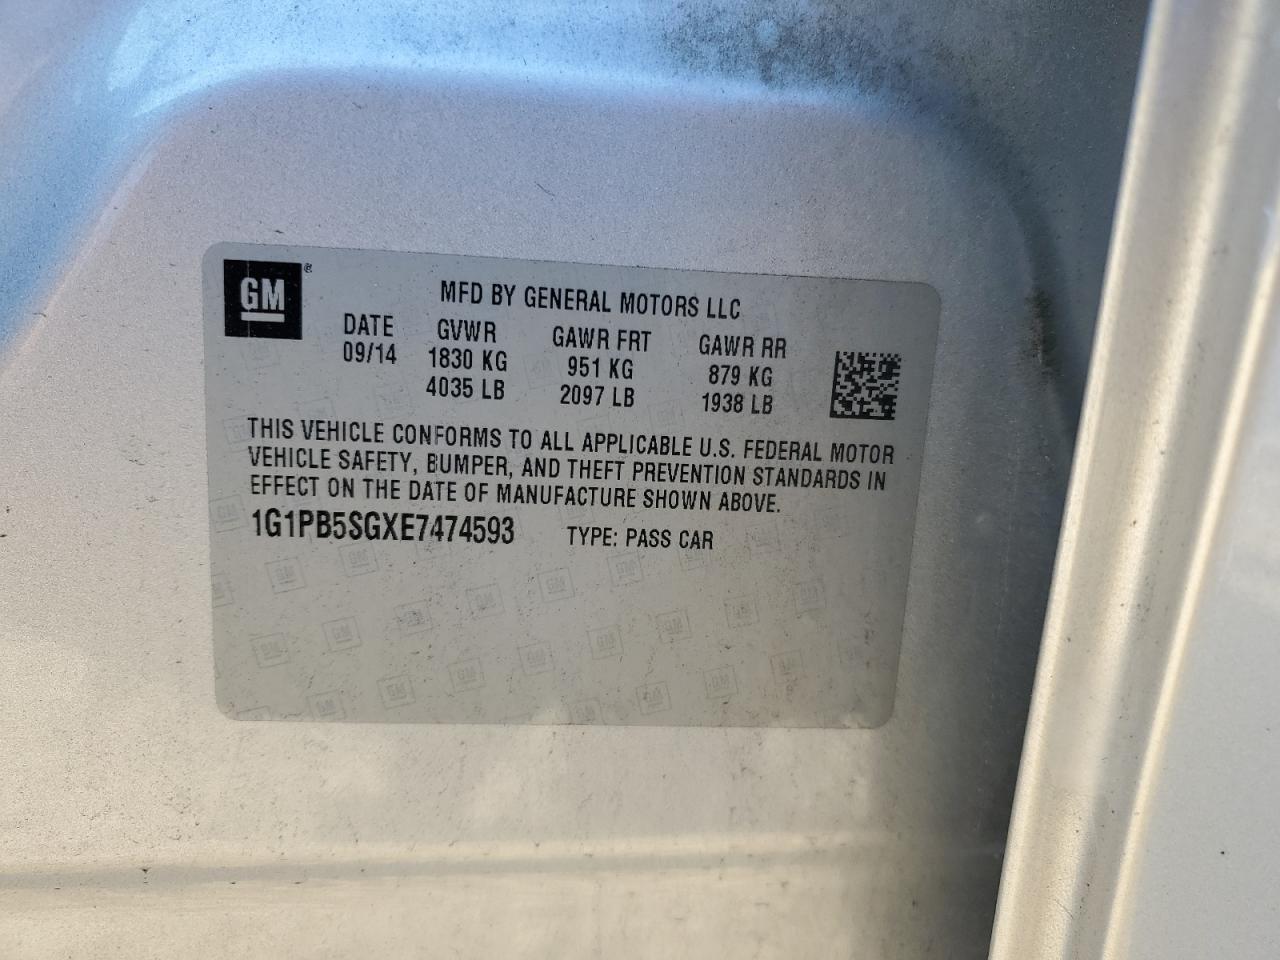 GM®
MFD BY GENERAL MOTORS LLC
DATE GVWR GAWR FRT GAWR RR
09/14 1830 KG 951 KG 879 KG
4035 LB 2097 LB 1938 LB
THIS VEHICLE CONFORMS TO ALL APPLICABLE U.S. FEDERAL MOTOR
VEHICLE SAFETY, BUMPER, AND THEFT PREVENTION STANDARDS IN
EFFECT ON THE DATE OF MANUFACTURE SHOWN ABOVE.
1G1PB5SGXE7474593 TYPE: PASS CAR